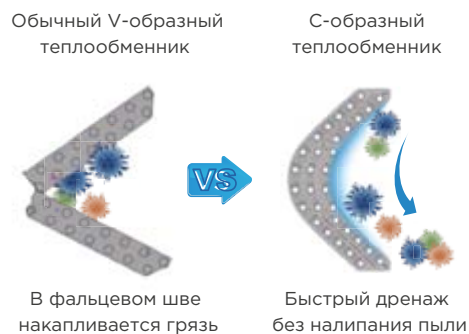 Обычный V-образный
теплообменник
С-образный
теплообменник
VS
В фальцевом шве
накапливается грязь
Быстрый дренаж
без налипания пыли